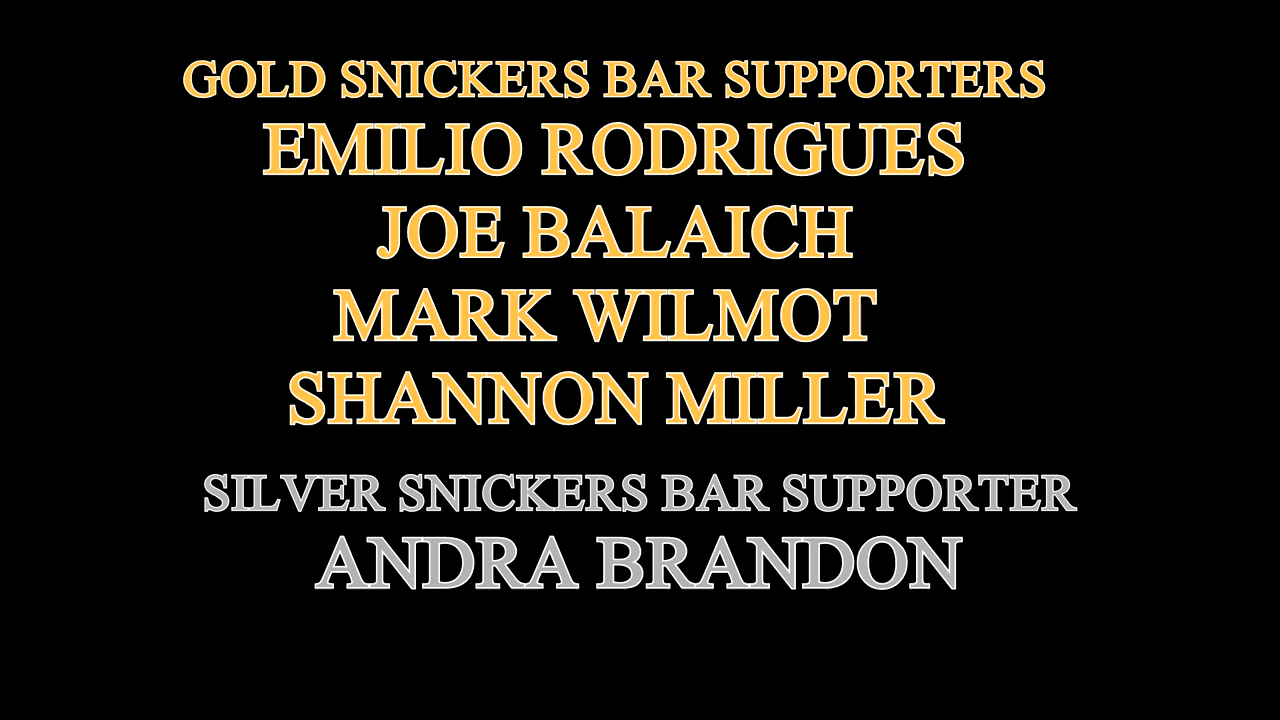 GOLD SNICKERS BAR SUPPORTERS
EMILIO RODRIGUES
JOE BALAICH
MARK WILMOT
SHANNON MILLER
SILVER SNICKERS BAR SUPPORTER
ANDRA BRANDON